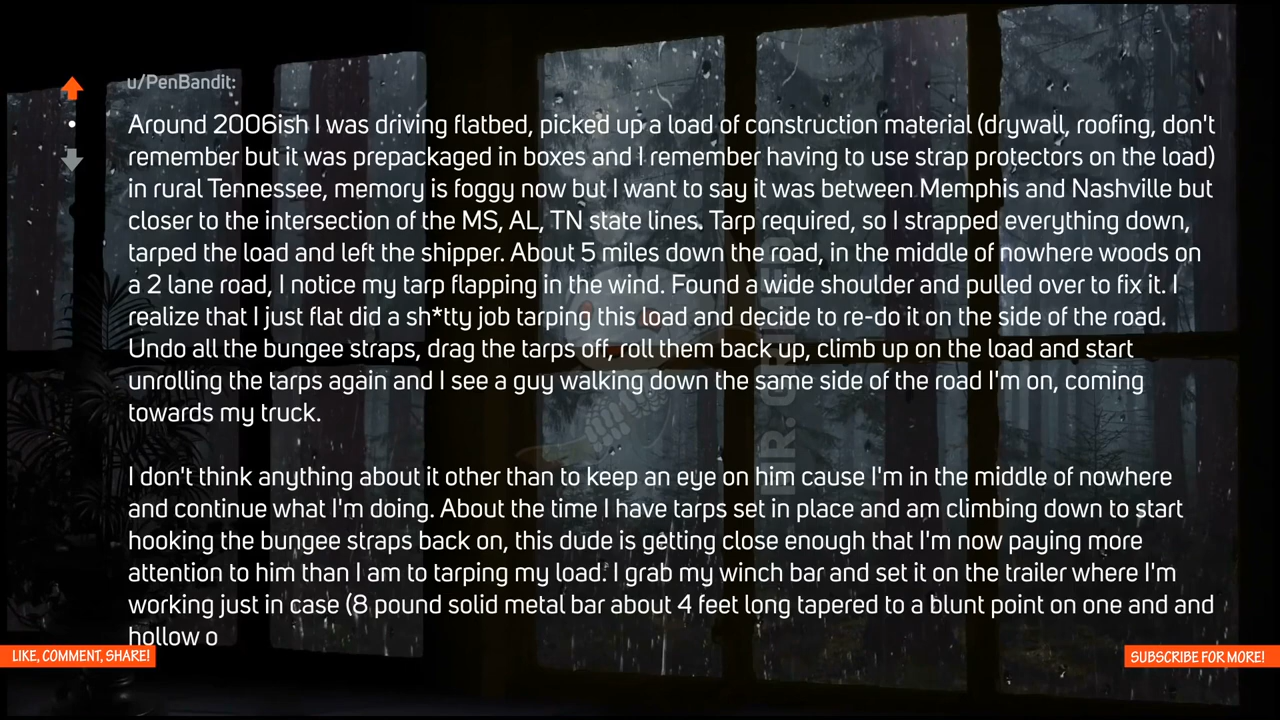 u/PenBandit:
Around 2006ish I was driving flatbed, picked up a load of construction material (drywall, roofing, don't
remember but it was prepackaged in boxes and I remember having to use strap protectors on the load)
in rural Tennessee, memory is foggy now but I want to say it was between Memphis and Nashville but
closer to the intersection of the MS, AL, TN state lines. Tarp required, so I strapped everything down,
tarped the load and left the shipper. About 5 miles down the road, in the middle of nowhere woods on
a 2 lane road, I notice my tarp flapping in the wind. Found a wide shoulder and pulled over to fix it. I
realize that I just flat did a sh*tty job tarping this load and decide to re-do it on the side of the road.
Undo all the bungee straps, drag the tarps off, roll them back up, climb up on the load and start
unrolling the tarps again and I see a guy walking down the same side of the road I'm on, coming
towards my truck.
I don't think anything about it other than to keep an eye on him cause I'm in the middle of nowhere
and continue what I'm doing. About the time I have tarps set in place and am climbing down to start
hooking the bungee straps back on, this dude is getting close enough that I'm now paying more
attention to him than I am to tarping my load. I grab my winch bar and set it on the trailer where I'm
working just in case (8 pound solid metal bar about 4 feet long tapered to a blunt point on one and and
hollow o
LIKE, COMMENT, SHARE!
SUBSCRIBE FOR MORE!